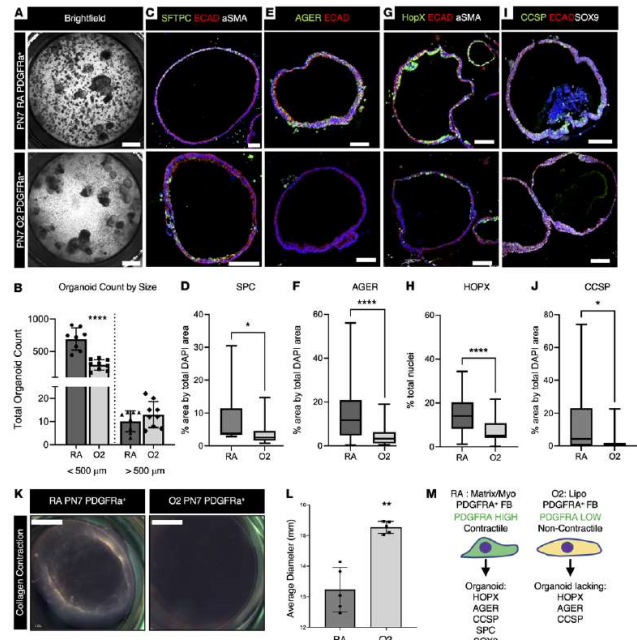 A
Brightfield
C
SFTPC ECAD aSMA
E
AGER ECAD
G
HopX ECAD aSMA
I
CCSP ECADSOX9
PN7 RA PDGFRa⁺
PN7 O2 PDGFRa⁺
B
Organoid Count by Size
Total Organoid Count
1000
500
20
10
0
****
RA
O2
RA
O2
< 500 μm
> 500 μm
D
SPC
% area by total DAPI area
40
30
20
10
0
*
RA
O2
F
AGER
% area by total DAPI area
60
40
20
0
****
RA
O2
H
HOPX
% total nuclei
60
40
20
0
****
RA
O2
J
CCSP
% area by total DAPI area
80
60
40
20
0
*
RA
O2
K
RA PN7 PDGFRa⁺
O2 PN7 PDGFRa⁺
Collagen Contraction
L
Average Diameter (mm)
16
15
14
13
12
**
RA
O2
M
RA : Matrix/Myo
PDGFRA⁺ FB
PDGFRA HIGH
Contractile
Organoid:
HOPX
AGER
CCSP
SPC
SOX9
O2: Lipo
PDGFRA⁺ FB
PDGFRA LOW
Non-Contractile
Organoid lacking:
HOPX
AGER
CCSP